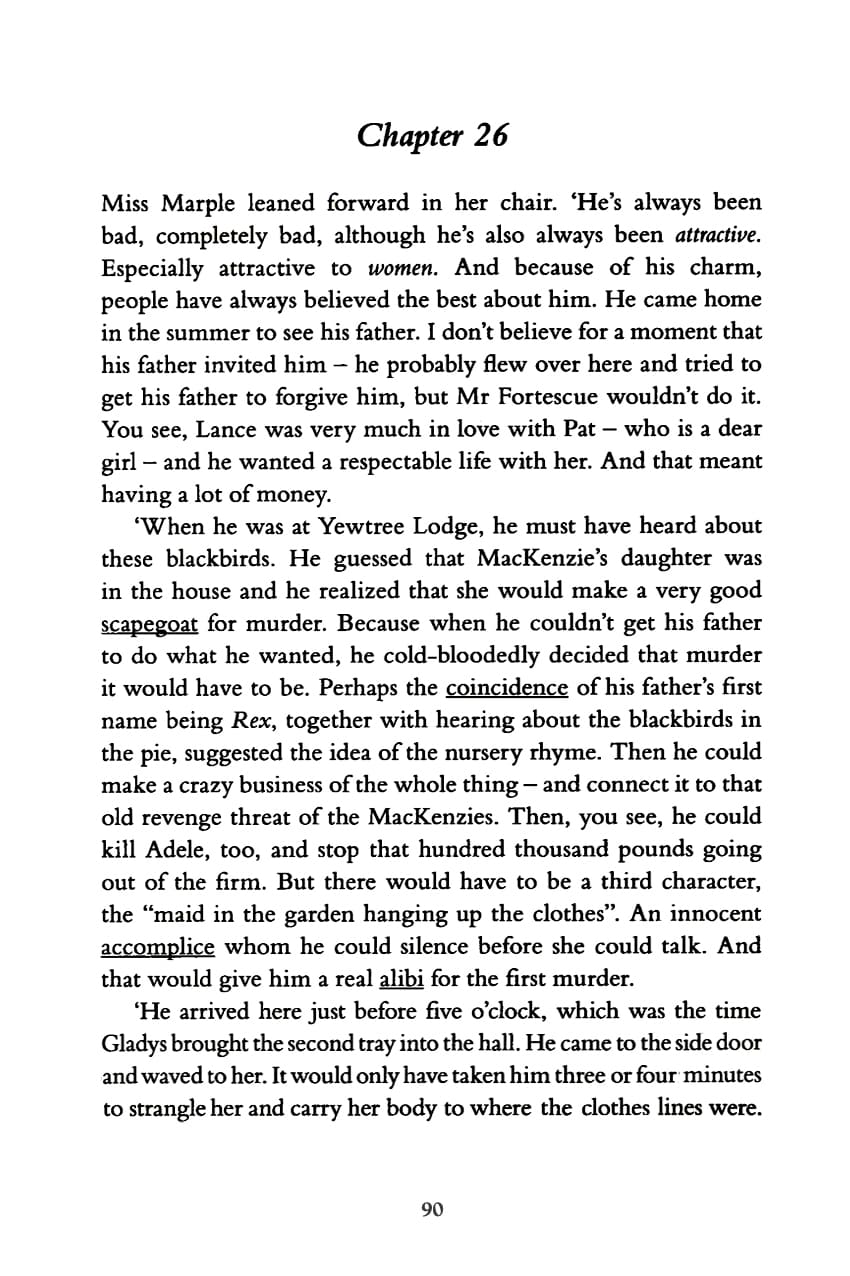 Chapter 26
Miss Marple leaned forward in her chair. ‘He’s always been
bad, completely bad, although he’s also always been attractive.
Especially attractive to women. And because of his charm,
people have always believed the best about him. He came home
in the summer to see his father. I don’t believe for a moment that
his father invited him – he probably flew over here and tried to
get his father to forgive him, but Mr Fortescue wouldn’t do it.
You see, Lance was very much in love with Pat – who is a dear
girl – and he wanted a respectable life with her. And that meant
having a lot of money.
‘When he was at Yewtree Lodge, he must have heard about
these blackbirds. He guessed that MacKenzie’s daughter was
in the house and he realized that she would make a very good
scapegoat for murder. Because when he couldn’t get his father
to do what he wanted, he cold-bloodedly decided that murder
it would have to be. Perhaps the coincidence of his father’s first
name being Rex, together with hearing about the blackbirds in
the pie, suggested the idea of the nursery rhyme. Then he could
make a crazy business of the whole thing – and connect it to that
old revenge threat of the MacKenzies. Then, you see, he could
kill Adele, too, and stop that hundred thousand pounds going
out of the firm. But there would have to be a third character,
the “maid in the garden hanging up the clothes”. An innocent
accomplice whom he could silence before she could talk. And
that would give him a real alibi for the first murder.
‘He arrived here just before five o’clock, which was the time
Gladys brought the second tray into the hall. He came to the side door
and waved to her. It would only have taken him three or four minutes
to strangle her and carry her body to where the clothes lines were.
90